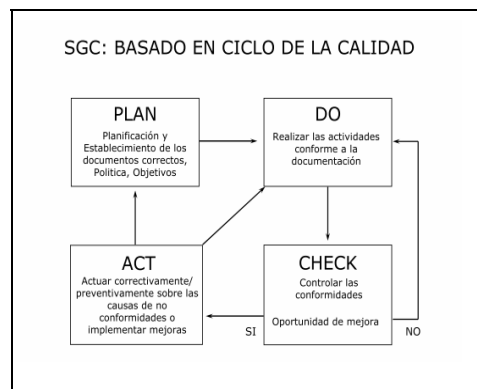 SGC: BASADO EN CICLO DE LA CALIDAD
PLAN
Planificación y
Establecimiento de los
documentos correctos,
Politica, Objetivos
DO
Realizar las actividades
conforme a la
documentación
ACT
Actuar correctivamente/
preventivamente sobre las
causas de no
conformidades o
implementar mejoras
CHECK
Controlar las
conformidades
Oportunidad de mejora
SI
NO